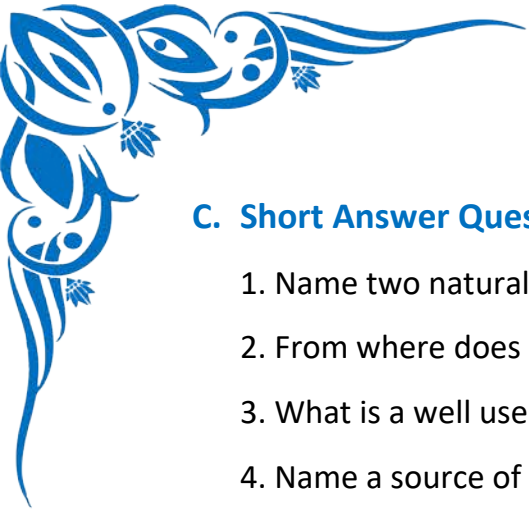 C. Short Answer Ques
1. Name two natural
2. From where does
3. What is a well use
4. Name a source of